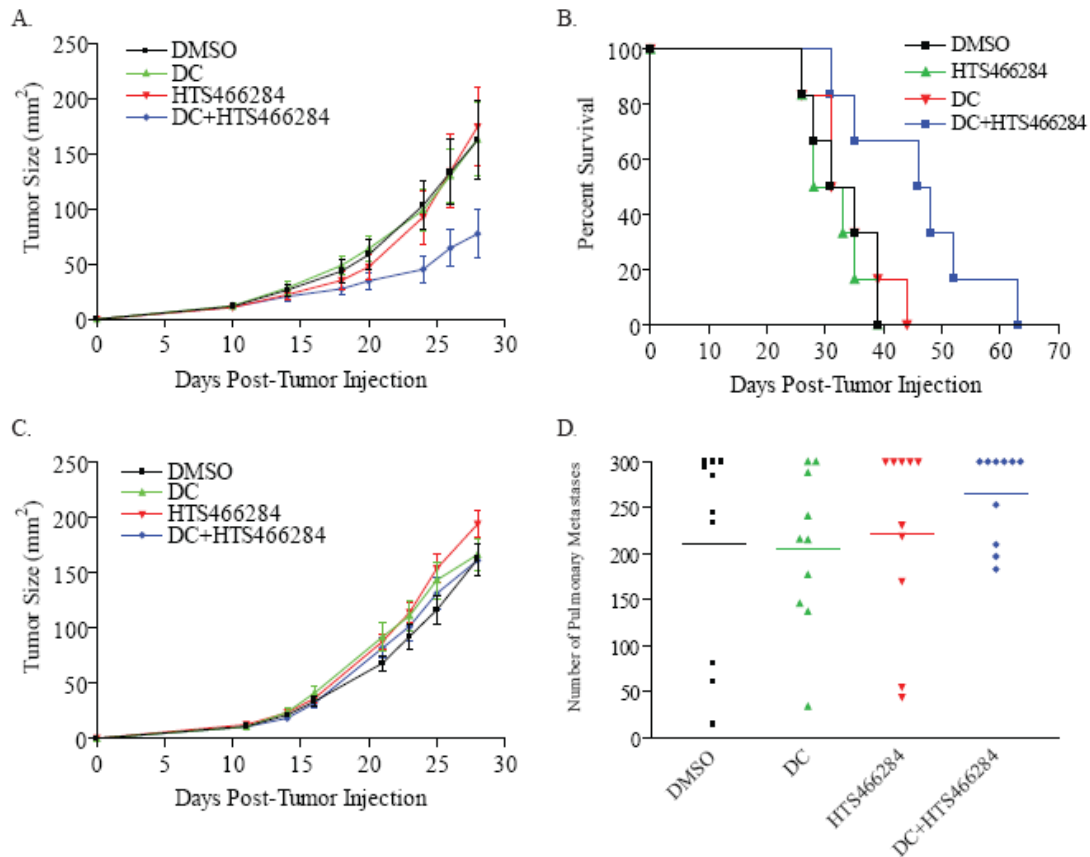 A.
250
200
150
100
50
0
Tumor Size (mm²)
DMSO
DC
HTS466284
DC+HTS466284
0 5 10 15 20 25 30
Days Post-Tumor Injection
B.
100
80
60
40
20
0
Percent Survival
DMSO
HTS466284
DC
DC+HTS466284
0 10 20 30 40 50 60 70
Days Post-Tumor Injection
C.
250
200
150
100
50
0
Tumor Size (mm²)
DMSO
DC
HTS466284
DC+HTS466284
0 5 10 15 20 25 30
Days Post-Tumor Injection
D.
300
250
200
150
100
50
0
Number of Pulmonary Metastases
DMSO
DC
HTS466284
DC+HTS466284